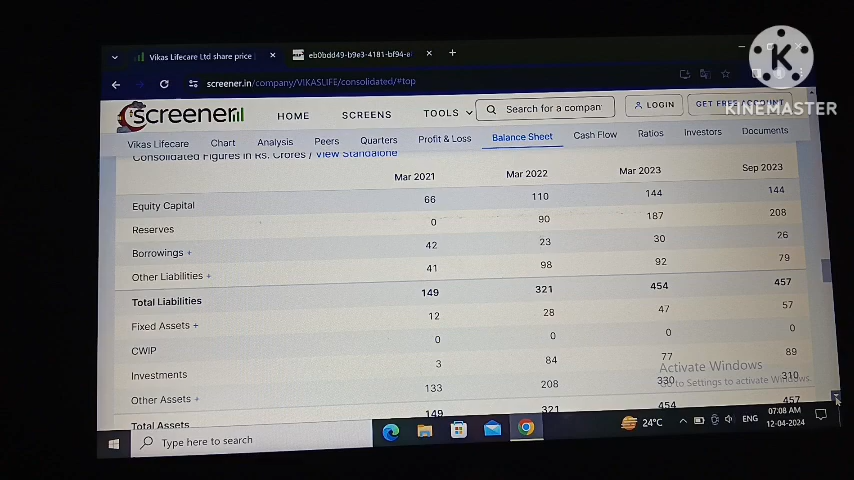 Vikas Lifecare Ltd share price
eb0bdd49-b9e3-4181-bf94-e
screener.in/company/VIKASLIFE/consolidated/#top
screener
HOME
SCREENS
TOOLS
Search for a compan
LOGIN
GET FREE ACCOUNT
KINEMASTER
Vikas Lifecare Chart Analysis Peers Quarters Profit & Loss Balance Sheet Cash Flow Ratios Investors Documents
Consolidated Figures in Rs. Crores / View Standalone
Mar 2021 Mar 2022 Mar 2023 Sep 2023
Equity Capital 66 110 144 144
Reserves 0 90 187 208
Borrowings + 42 23 30 26
Other Liabilities + 41 98 92 79
Total Liabilities 149 321 454 457
Fixed Assets + 12 28 47 57
CWIP 0 0 0 0
Investments 3 84 77 89
Other Assets + 133 208 330 310
Total Assets 149 321 454 457
Activate Windows
Go to Settings to activate Windows.
Type here to search
24°C
ENG
07:08 AM
12-04-2024